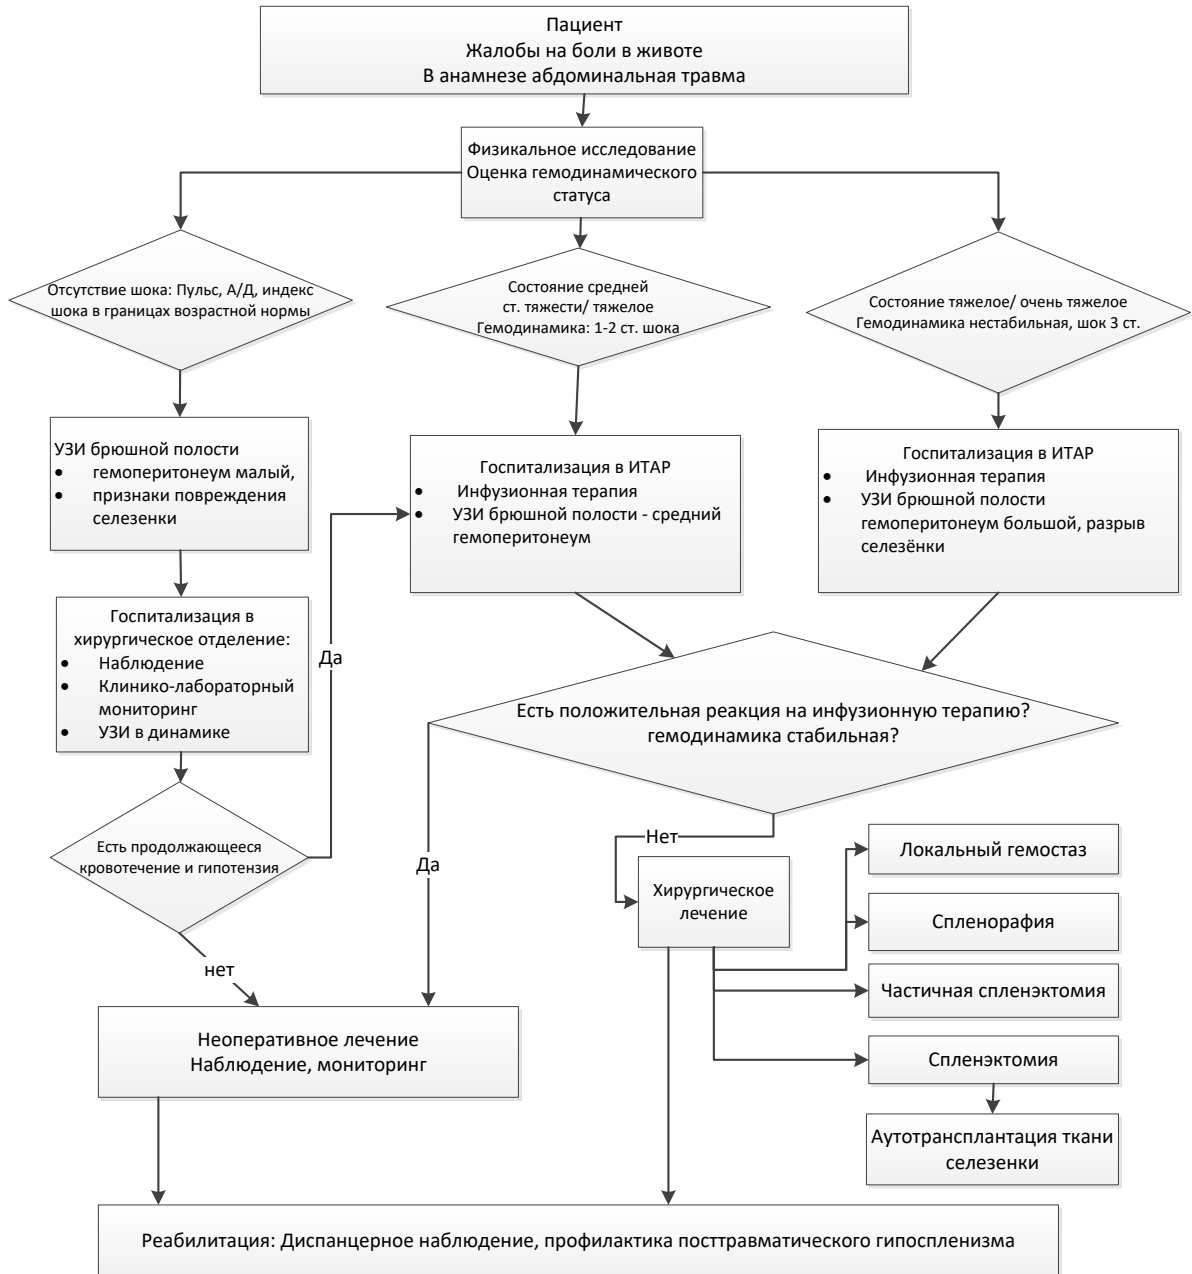 Пациент
Жалобы на боли в животе
В анамнезе абдоминальная травма
Физикальное исследование
Оценка гемодинамического
статуса
Отсутствие шока: Пульс, А/Д, индекс
шока в границах возрастной нормы
Состояние средней
ст. тяжести/ тяжелое
Гемодинамика: 1-2 ст. шока
Состояние тяжелое/ очень тяжелое
Гемодинамика нестабильная, шок 3 ст.
УЗИ брюшной полости
• гемоперитонеум малый,
• признаки повреждения
селезенки
Госпитализация в ИТАР
• Инфузионная терапия
• УЗИ брюшной полости - средний
гемоперитонеум
Госпитализация в ИТАР
• Инфузионная терапия
• УЗИ брюшной полости
гемоперитонеум большой, разрыв
селезёнки
Госпитализация в
хирургическое отделение:
• Наблюдение
• Клинико-лабораторный
мониторинг
• УЗИ в динамике
Да
Есть положительная реакция на инфузионную терапию?
гемодинамика стабильная?
Есть продолжающееся
кровотечение и гипотензия
Да
Нет
Хирургическое
лечение
Локальный гемостаз
Спленорафия
Частичная спленэктомия
Спленэктомия
Аутотрансплантация ткани
селезенки
нет
Неоперативное лечение
Наблюдение, мониторинг
Реабилитация: Диспанцерное наблюдение, профилактика посттравматического гипоспленизма